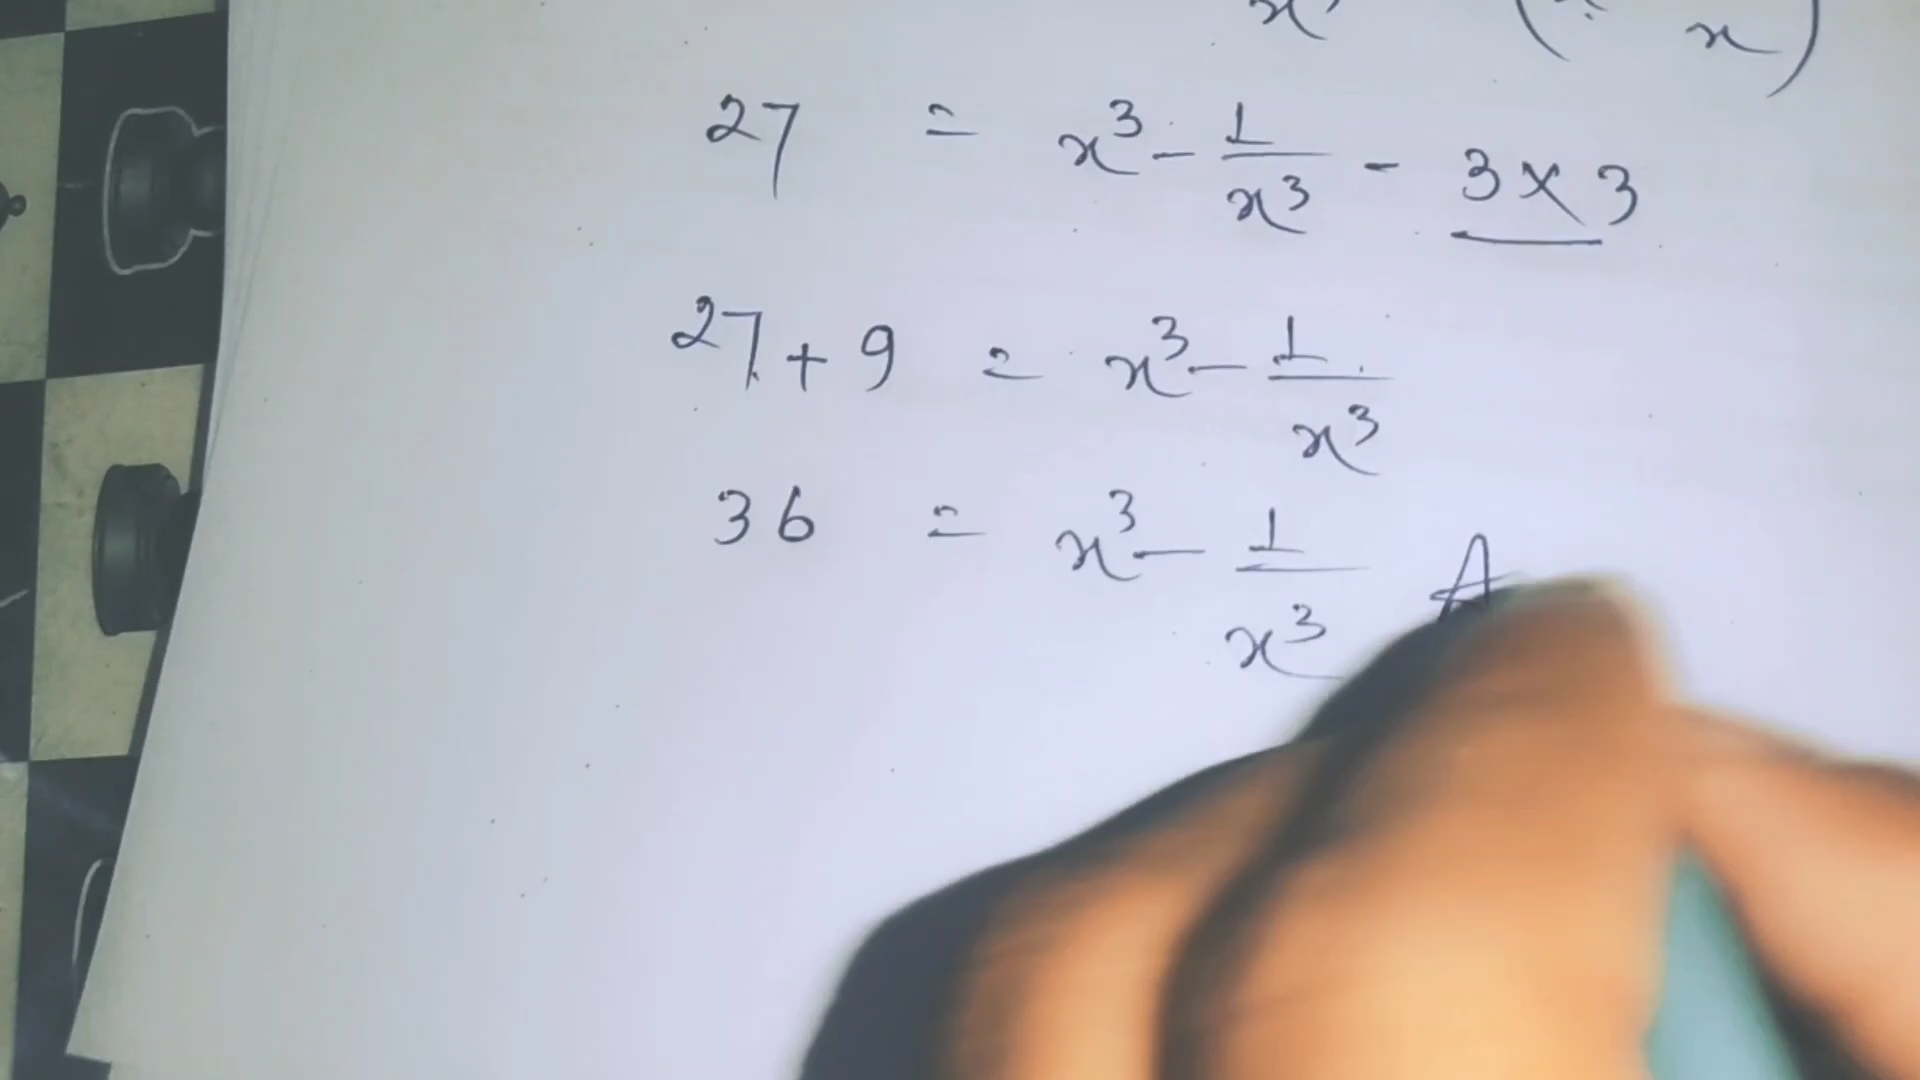 27 = x³ - 1/x³ - 3 × 3
27 + 9 = x³ - 1/x³
36 = x³ - 1/x³ A